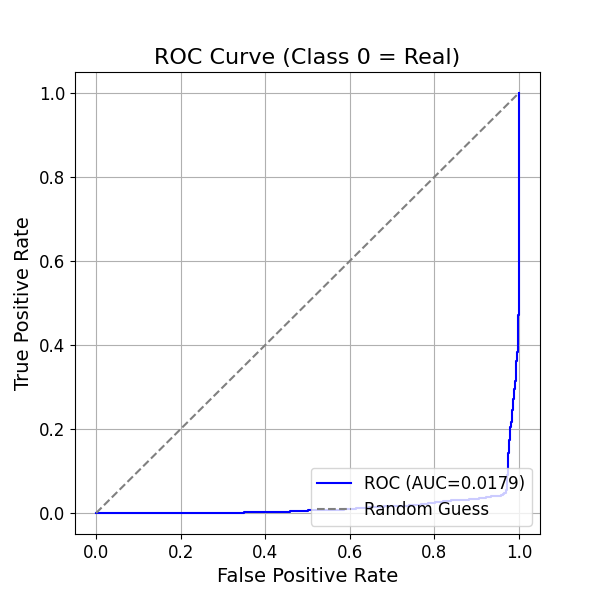 ROC Curve (Class 0 = Real)
True Positive Rate
1.0
0.8
0.6
0.4
0.2
0.0
ROC (AUC=0.0179)
Random Guess
0.0 0.2 0.4 0.6 0.8 1.0
False Positive Rate